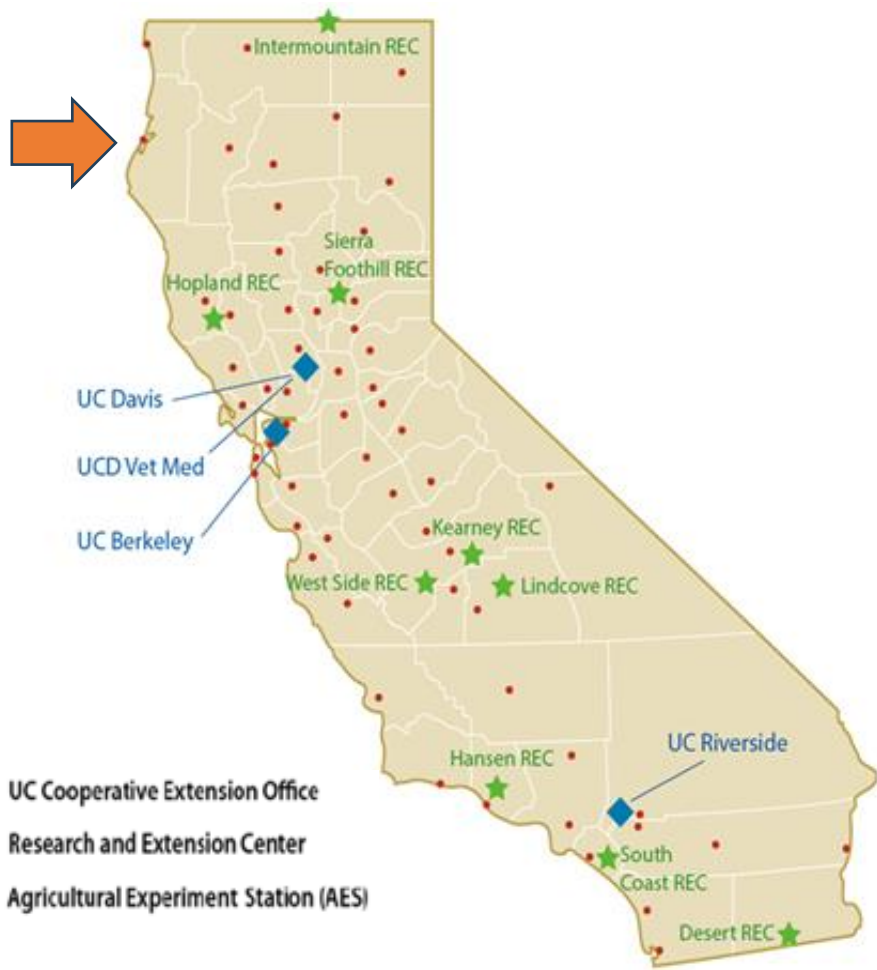 Intermountain REC
Sierra
Foothill REC
Hopland REC
UC Davis
UCD Vet Med
UC Berkeley
Kearney REC
West Side REC
Lindcove REC
UC Riverside
Hansen REC
UC Cooperative Extension Office
Research and Extension Center
Agricultural Experiment Station (AES)
South
Coast REC
Desert REC